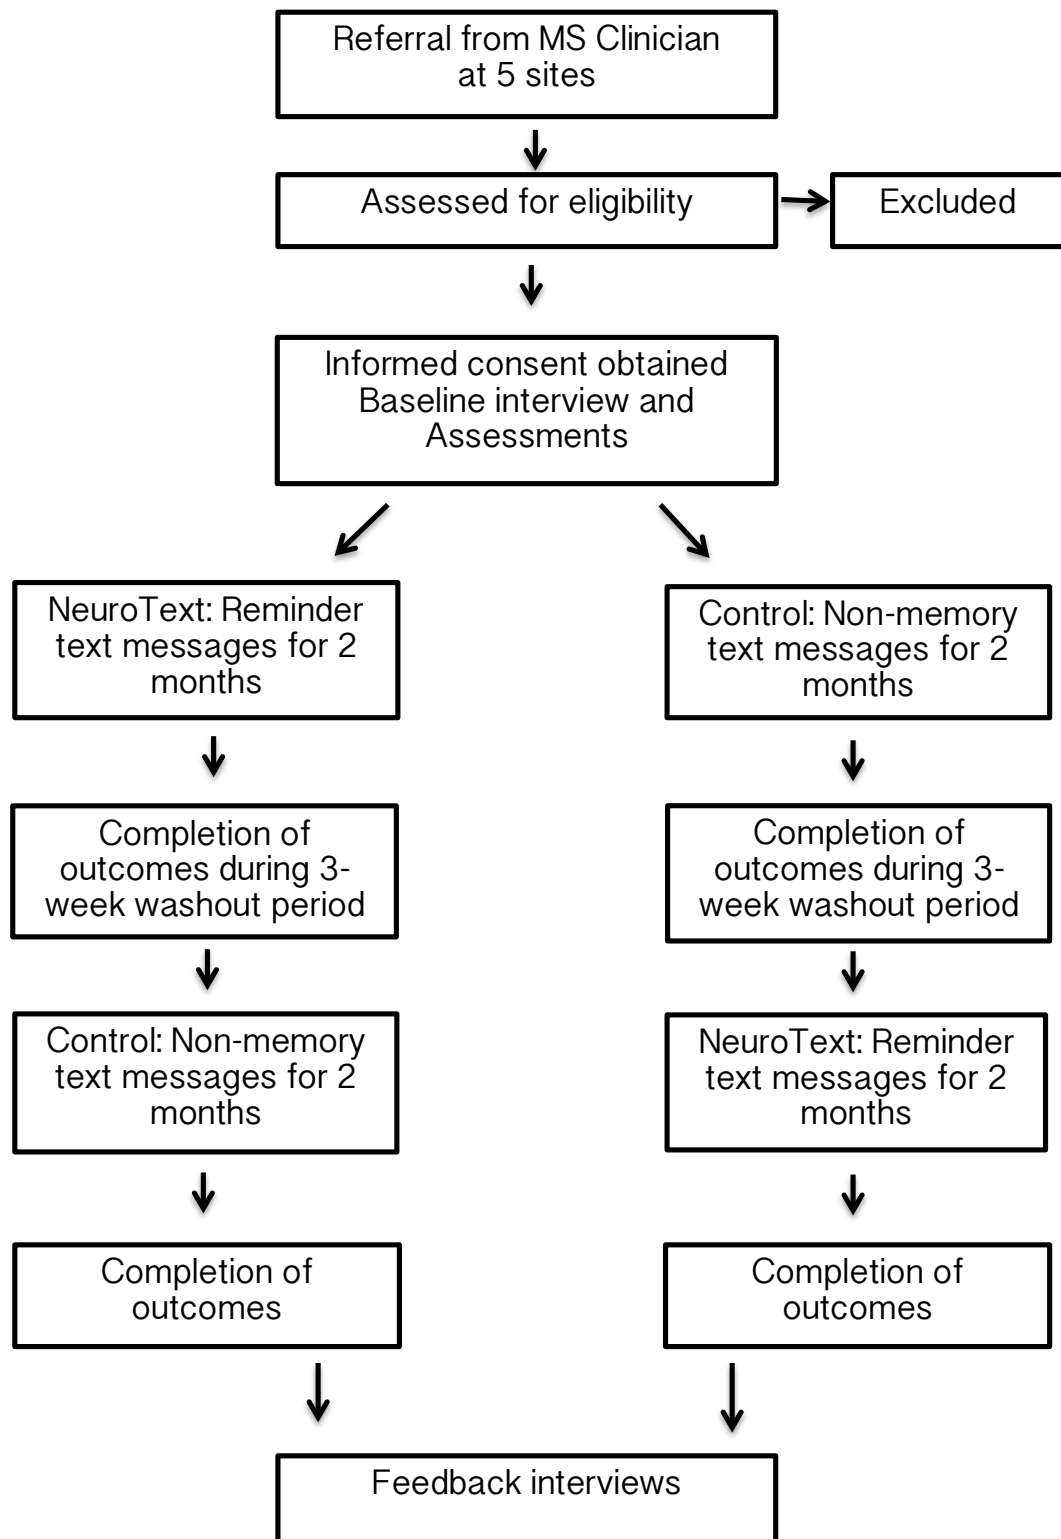 Referral from MS Clinician
at 5 sites
Assessed for eligibility
Excluded
Informed consent obtained
Baseline interview and
Assessments
NeuroText: Reminder
text messages for 2
months
Control: Non-memory
text messages for 2
months
Completion of
outcomes during 3-
week washout period
Completion of
outcomes during 3-
week washout period
Control: Non-memory
text messages for 2
months
NeuroText: Reminder
text messages for 2
months
Completion of
outcomes
Completion of
outcomes
Feedback interviews